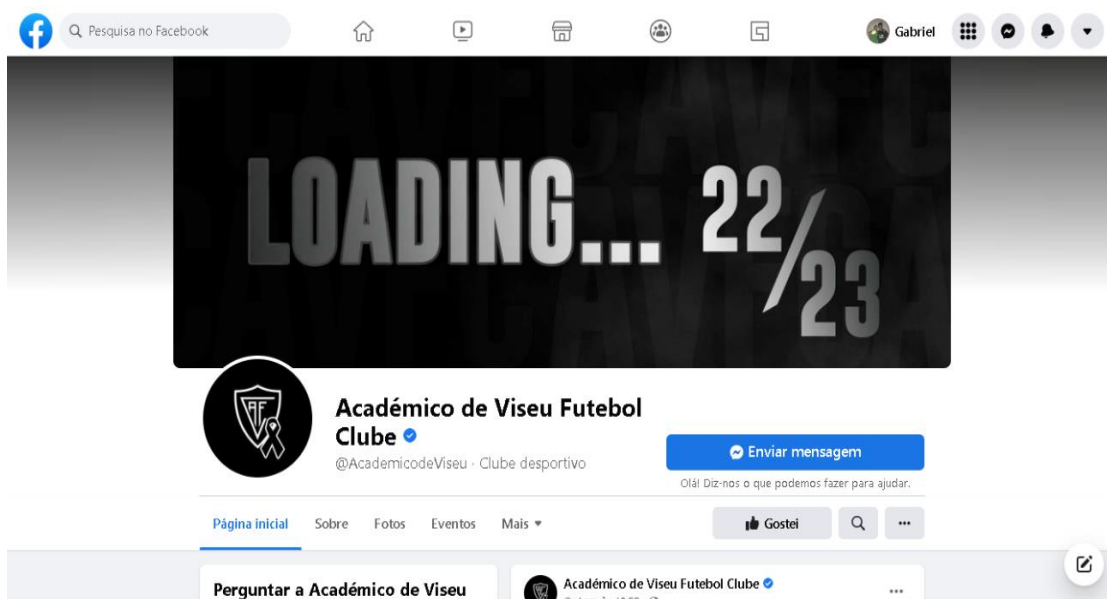 Pesquisa no Facebook
Gabriel
LOADING... 22/23
Académico de Viseu Futebol
Clube
@AcademicodeViseu · Clube desportivo
Enviar mensagem
Olá! Diz-nos o que podemos fazer para ajudar.
Página inicial Sobre Fotos Eventos Mais
Gostei
Perguntar a Académico de Viseu
Académico de Viseu Futebol Clube